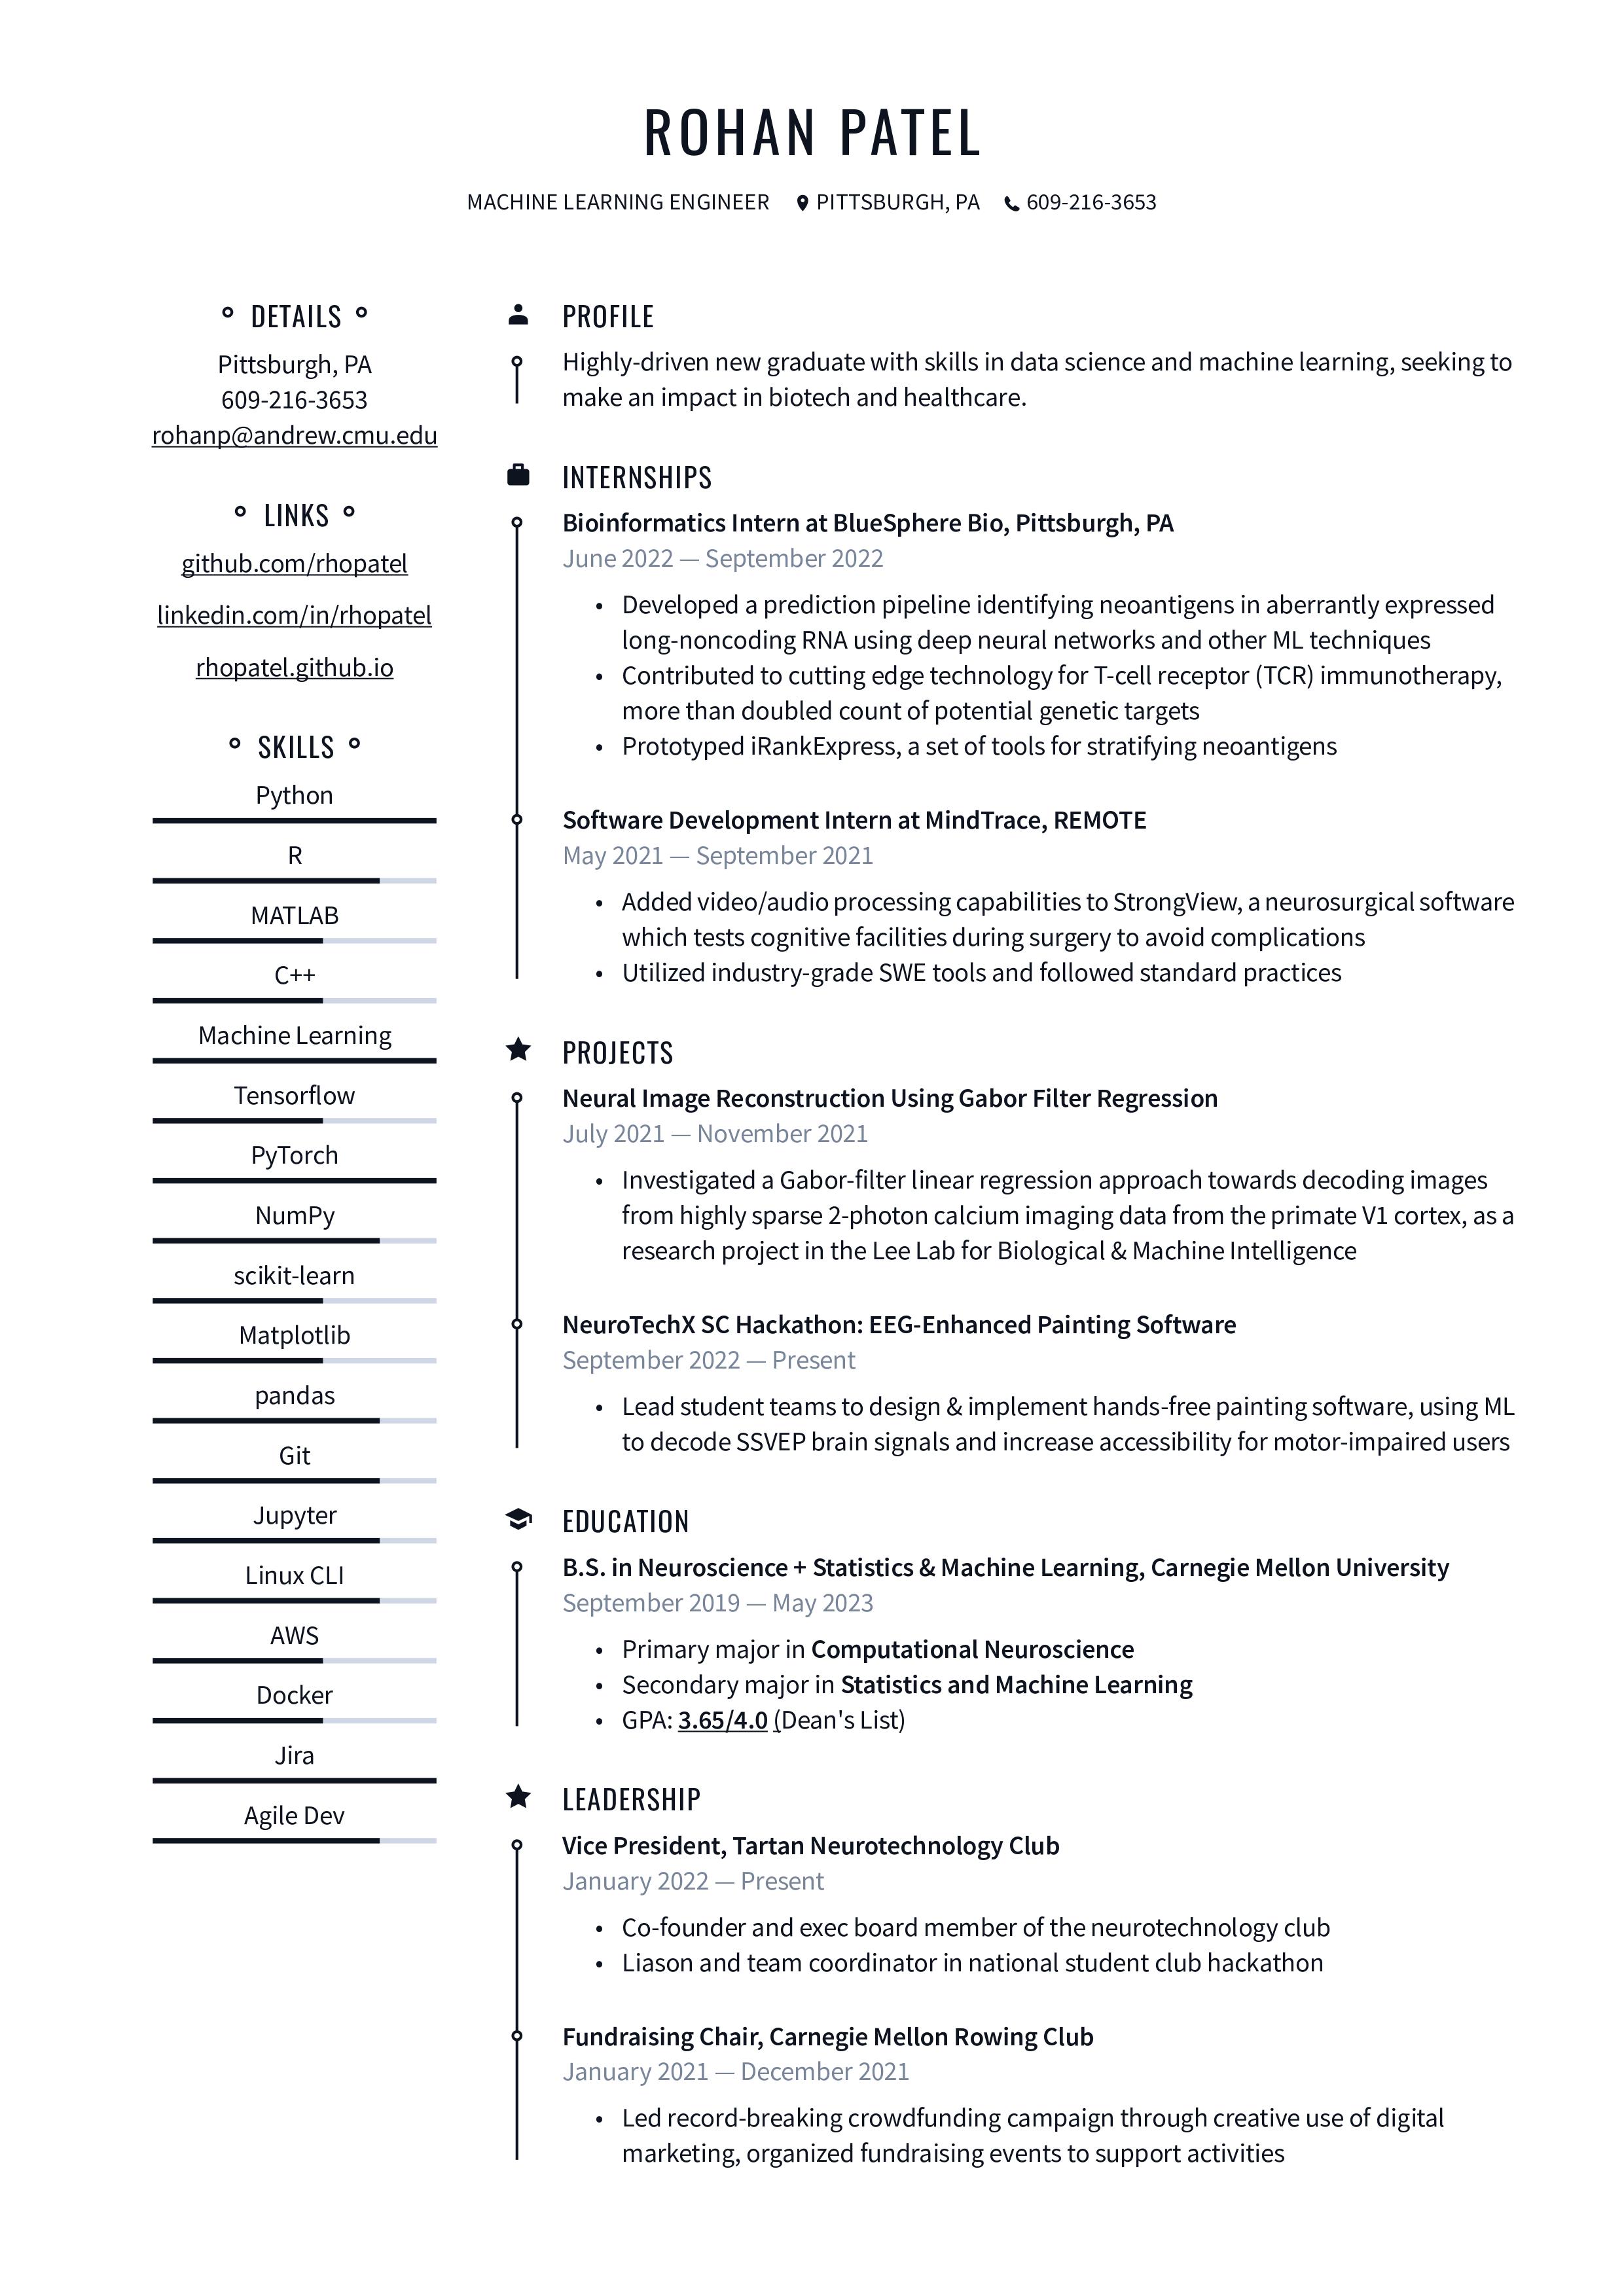 ROHAN PATEL
MACHINE LEARNING ENGINEER PITTSBURGH, PA 609-216-3653
DETAILS
Pittsburgh, PA
609-216-3653
rohanp@andrew.cmu.edu
LINKS
github.com/rhopatel
linkedin.com/in/rhopatel
rhopatel.github.io
SKILLS
Python
R
MATLAB
C++
Machine Learning
Tensorflow
PyTorch
NumPy
scikit-learn
Matplotlib
pandas
Git
Jupyter
Linux CLI
AWS
Docker
Jira
Agile Dev
PROFILE
Highly-driven new graduate with skills in data science and machine learning, seeking to
make an impact in biotech and healthcare.
INTERNSHIPS
Bioinformatics Intern at BlueSphere Bio, Pittsburgh, PA
June 2022 — September 2022
• Developed a prediction pipeline identifying neoantigens in aberrantly expressed
long-noncoding RNA using deep neural networks and other ML techniques
• Contributed to cutting edge technology for T-cell receptor (TCR) immunotherapy,
more than doubled count of potential genetic targets
• Prototyped iRankExpress, a set of tools for stratifying neoantigens
Software Development Intern at MindTrace, REMOTE
May 2021 — September 2021
• Added video/audio processing capabilities to StrongView, a neurosurgical software
which tests cognitive facilities during surgery to avoid complications
• Utilized industry-grade SWE tools and followed standard practices
PROJECTS
Neural Image Reconstruction Using Gabor Filter Regression
July 2021 — November 2021
• Investigated a Gabor-filter linear regression approach towards decoding images
from highly sparse 2-photon calcium imaging data from the primate V1 cortex, as a
research project in the Lee Lab for Biological & Machine Intelligence
NeuroTechX SC Hackathon: EEG-Enhanced Painting Software
September 2022 — Present
• Lead student teams to design & implement hands-free painting software, using ML
to decode SSVEP brain signals and increase accessibility for motor-impaired users
EDUCATION
B.S. in Neuroscience + Statistics & Machine Learning, Carnegie Mellon University
September 2019 — May 2023
• Primary major in Computational Neuroscience
• Secondary major in Statistics and Machine Learning
• GPA: 3.65/4.0 (Dean's List)
LEADERSHIP
Vice President, Tartan Neurotechnology Club
January 2022 — Present
• Co-founder and exec board member of the neurotechnology club
• Liason and team coordinator in national student club hackathon
Fundraising Chair, Carnegie Mellon Rowing Club
January 2021 — December 2021
• Led record-breaking crowdfunding campaign through creative use of digital
marketing, organized fundraising events to support activities